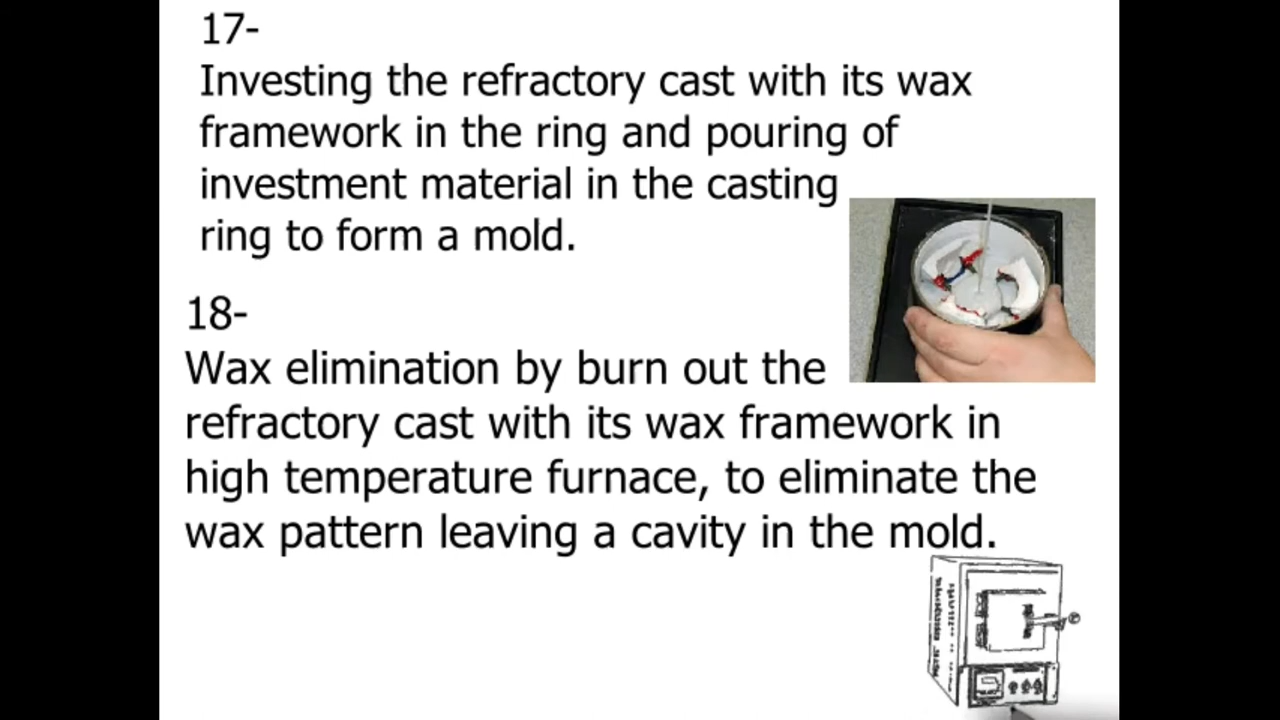 17-
Investing the refractory cast with its wax
framework in the ring and pouring of
investment material in the casting
ring to form a mold.
18-
Wax elimination by burn out the
refractory cast with its wax framework in
high temperature furnace, to eliminate the
wax pattern leaving a cavity in the mold.